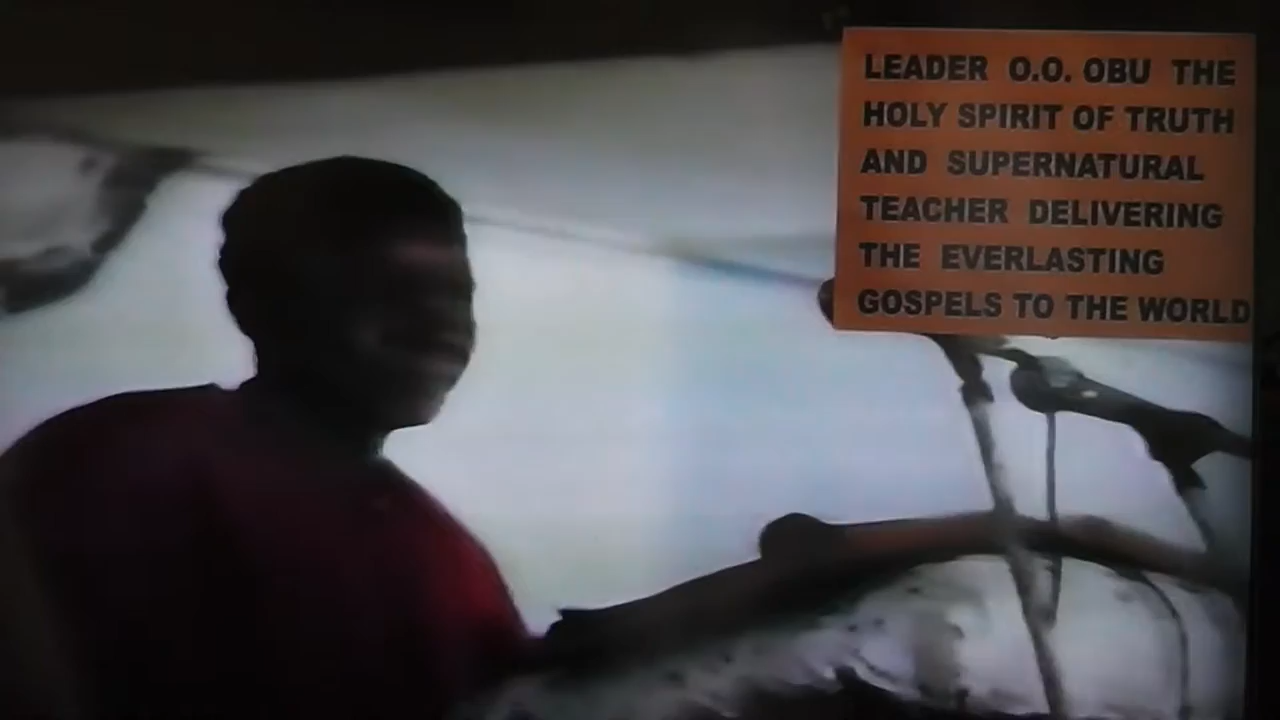 LEADER O.O. OBU THE
HOLY SPIRIT OF TRUTH
AND SUPERNATURAL
TEACHER DELIVERING
THE EVERLASTING
GOSPELS TO THE WORLD